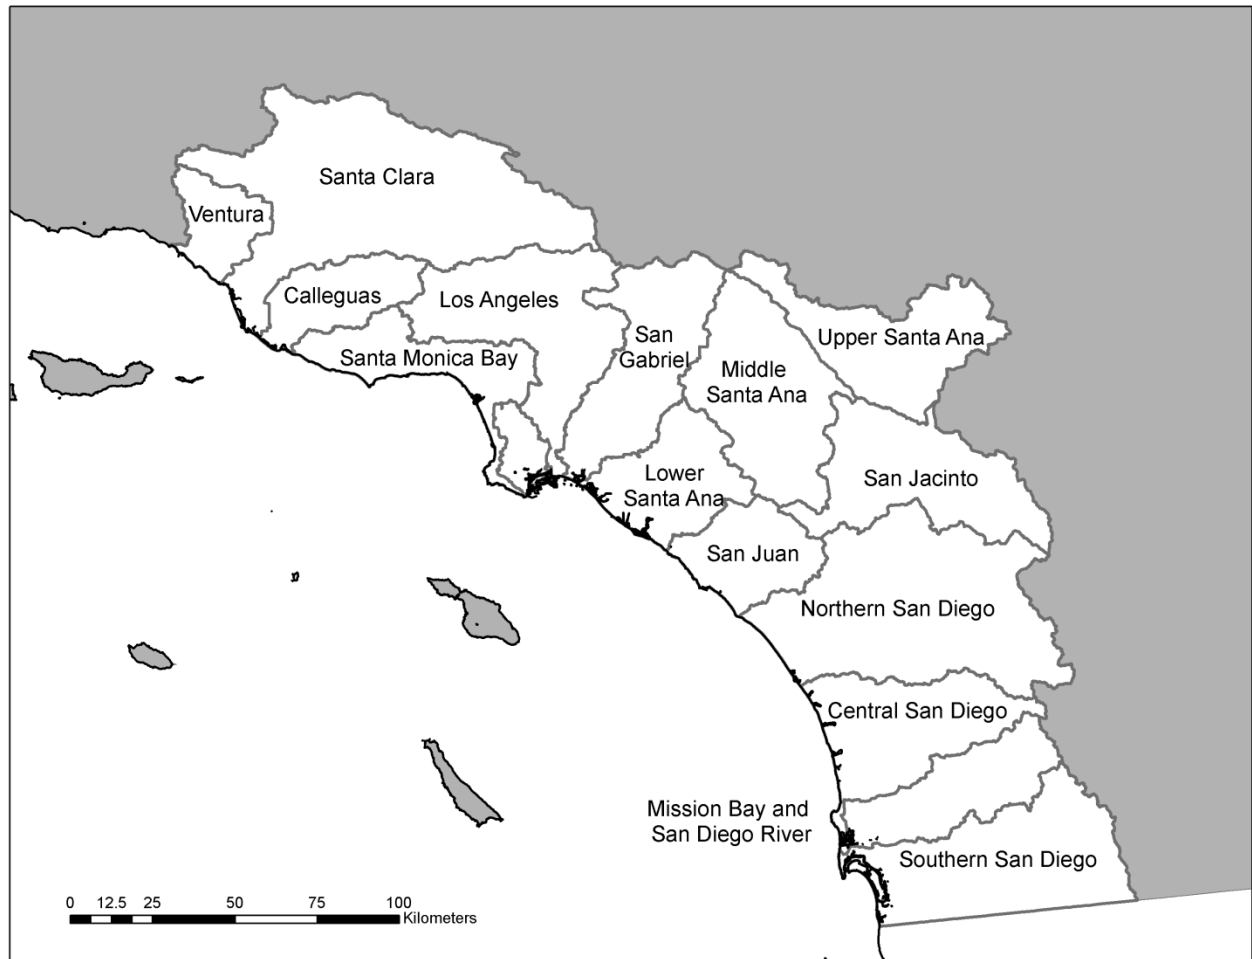 Santa Clara
Ventura
Calleguas
Los Angeles
San
Gabriel
Upper Santa Ana
Santa Monica Bay
Middle
Santa Ana
Lower
Santa Ana
San Jacinto
San Juan
Northern San Diego
Central San Diego
Mission Bay and
San Diego River
Southern San Diego
0 12.5 25 50 75 100
Kilometers